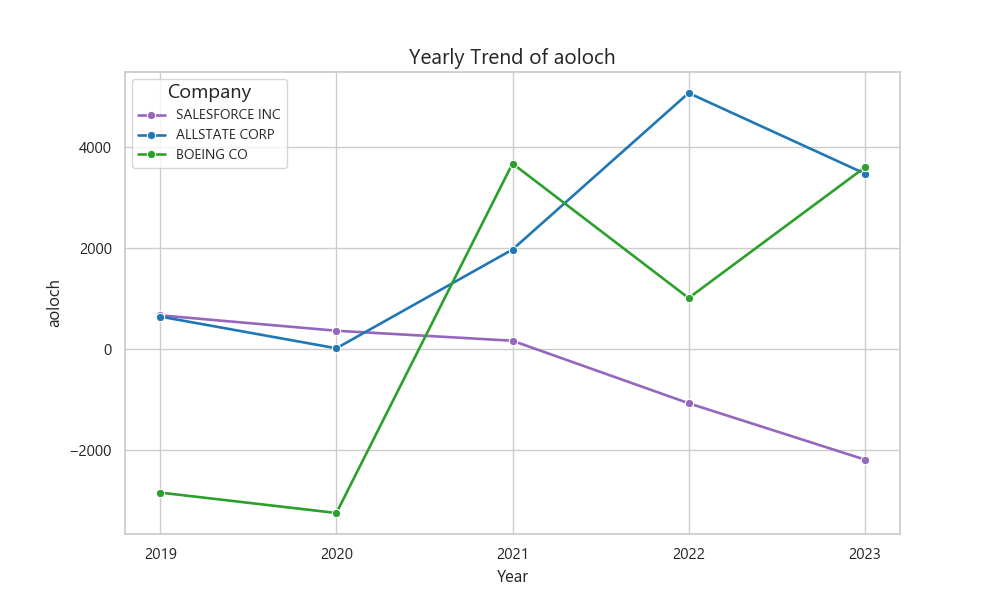 Yearly Trend of aoloch
Company
SALESFORCE INC
ALLSTATE CORP
BOEING CO
4000
2000
0
−2000
aoloch
2019 2020 2021 2022 2023
Year